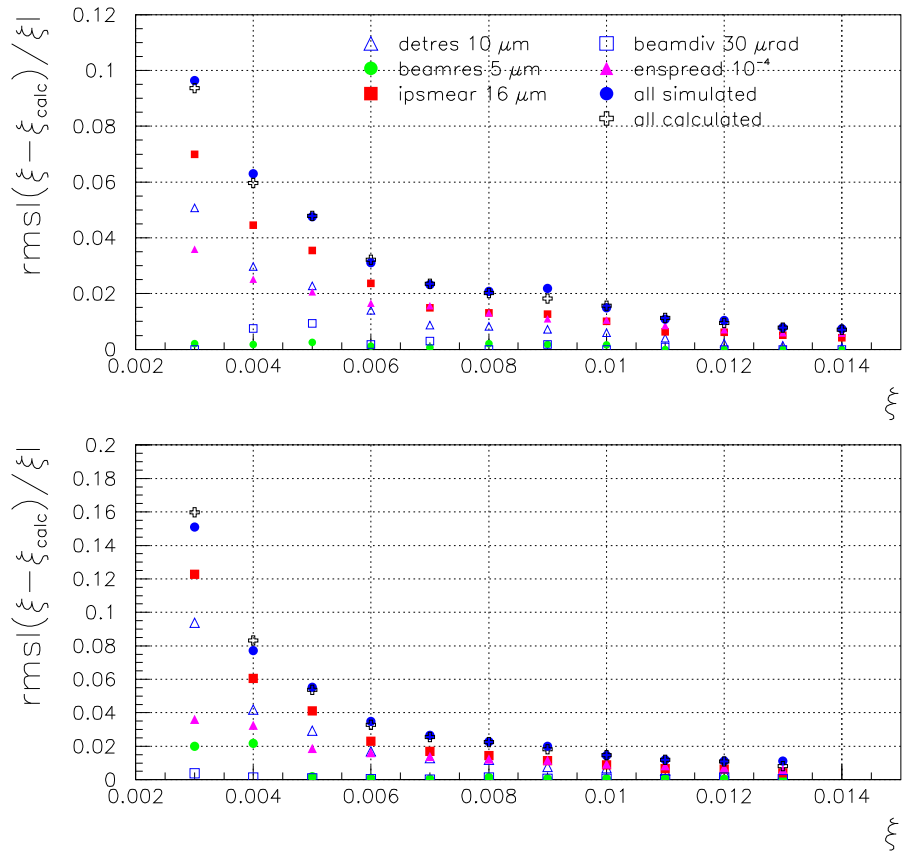 0.12
0.1
0.08
0.06
0.04
0.02
0
rms|(ξ−ξcalc)/ξ|
detres 10 μm
beamres 5 μm
ipsmear 16 μm
beamdiv 30 μrad
enspread 10⁻⁴
all simulated
all calculated
0.002 0.004 0.006 0.008 0.01 0.012 0.014
ξ
0.2
0.18
0.16
0.14
0.12
0.1
0.08
0.06
0.04
0.02
0
rms|(ξ−ξcalc)/ξ|
0.002 0.004 0.006 0.008 0.01 0.012 0.014
ξ